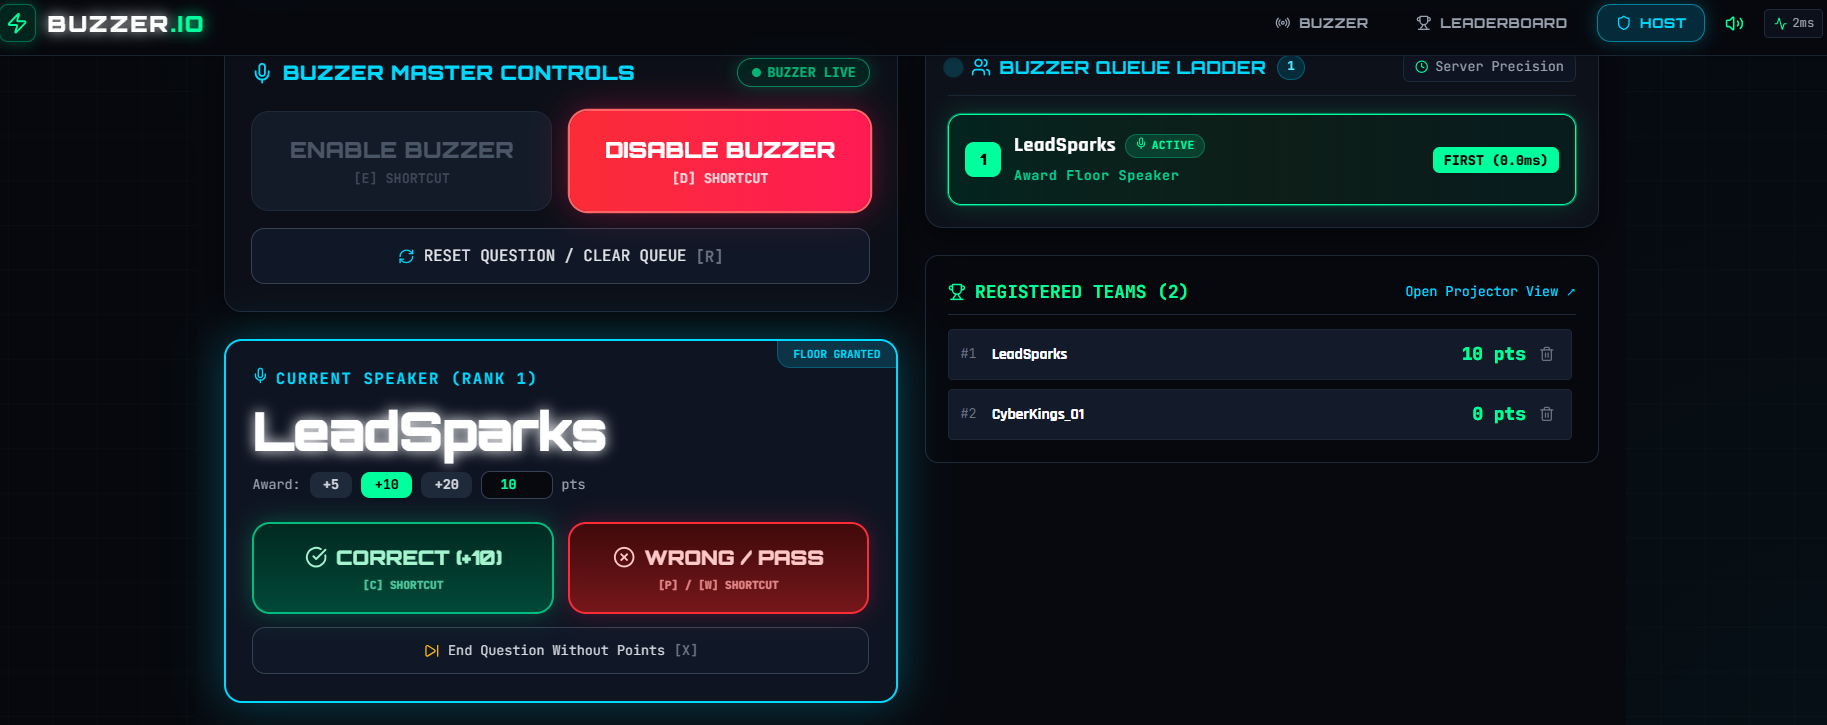 BUZZER.IO
BUZZER
LEADERBOARD
HOST
2ms
BUZZER MASTER CONTROLS
BUZZER LIVE
ENABLE BUZZER
[E] SHORTCUT
DISABLE BUZZER
[D] SHORTCUT
RESET QUESTION / CLEAR QUEUE [R]
FLOOR GRANTED
CURRENT SPEAKER (RANK 1)
LeadSparks
Award: +5 +10 +20 10 pts
CORRECT (+10)
[C] SHORTCUT
WRONG / PASS
[P] / [W] SHORTCUT
End Question Without Points [X]
BUZZER QUEUE LADDER 1
Server Precision
1
LeadSparks
ACTIVE
Award Floor Speaker
FIRST (0.0ms)
REGISTERED TEAMS (2)
Open Projector View ↗
#1 LeadSparks 10 pts
#2 CyberKings_01 0 pts